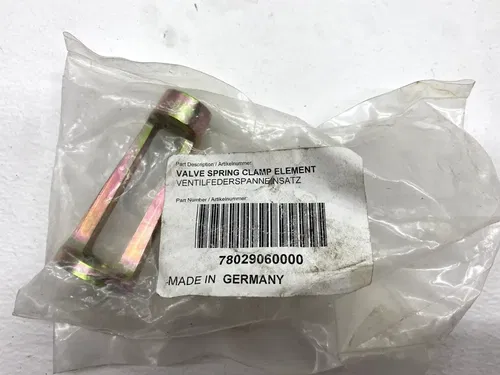 Part Description / Artikelnummer:
VALVE SPRING CLAMP ELEMENT
VENTILFEDERSPANNEINSATZ
Part Number / Artikelnummer:
78029060000
MADE IN GERMANY